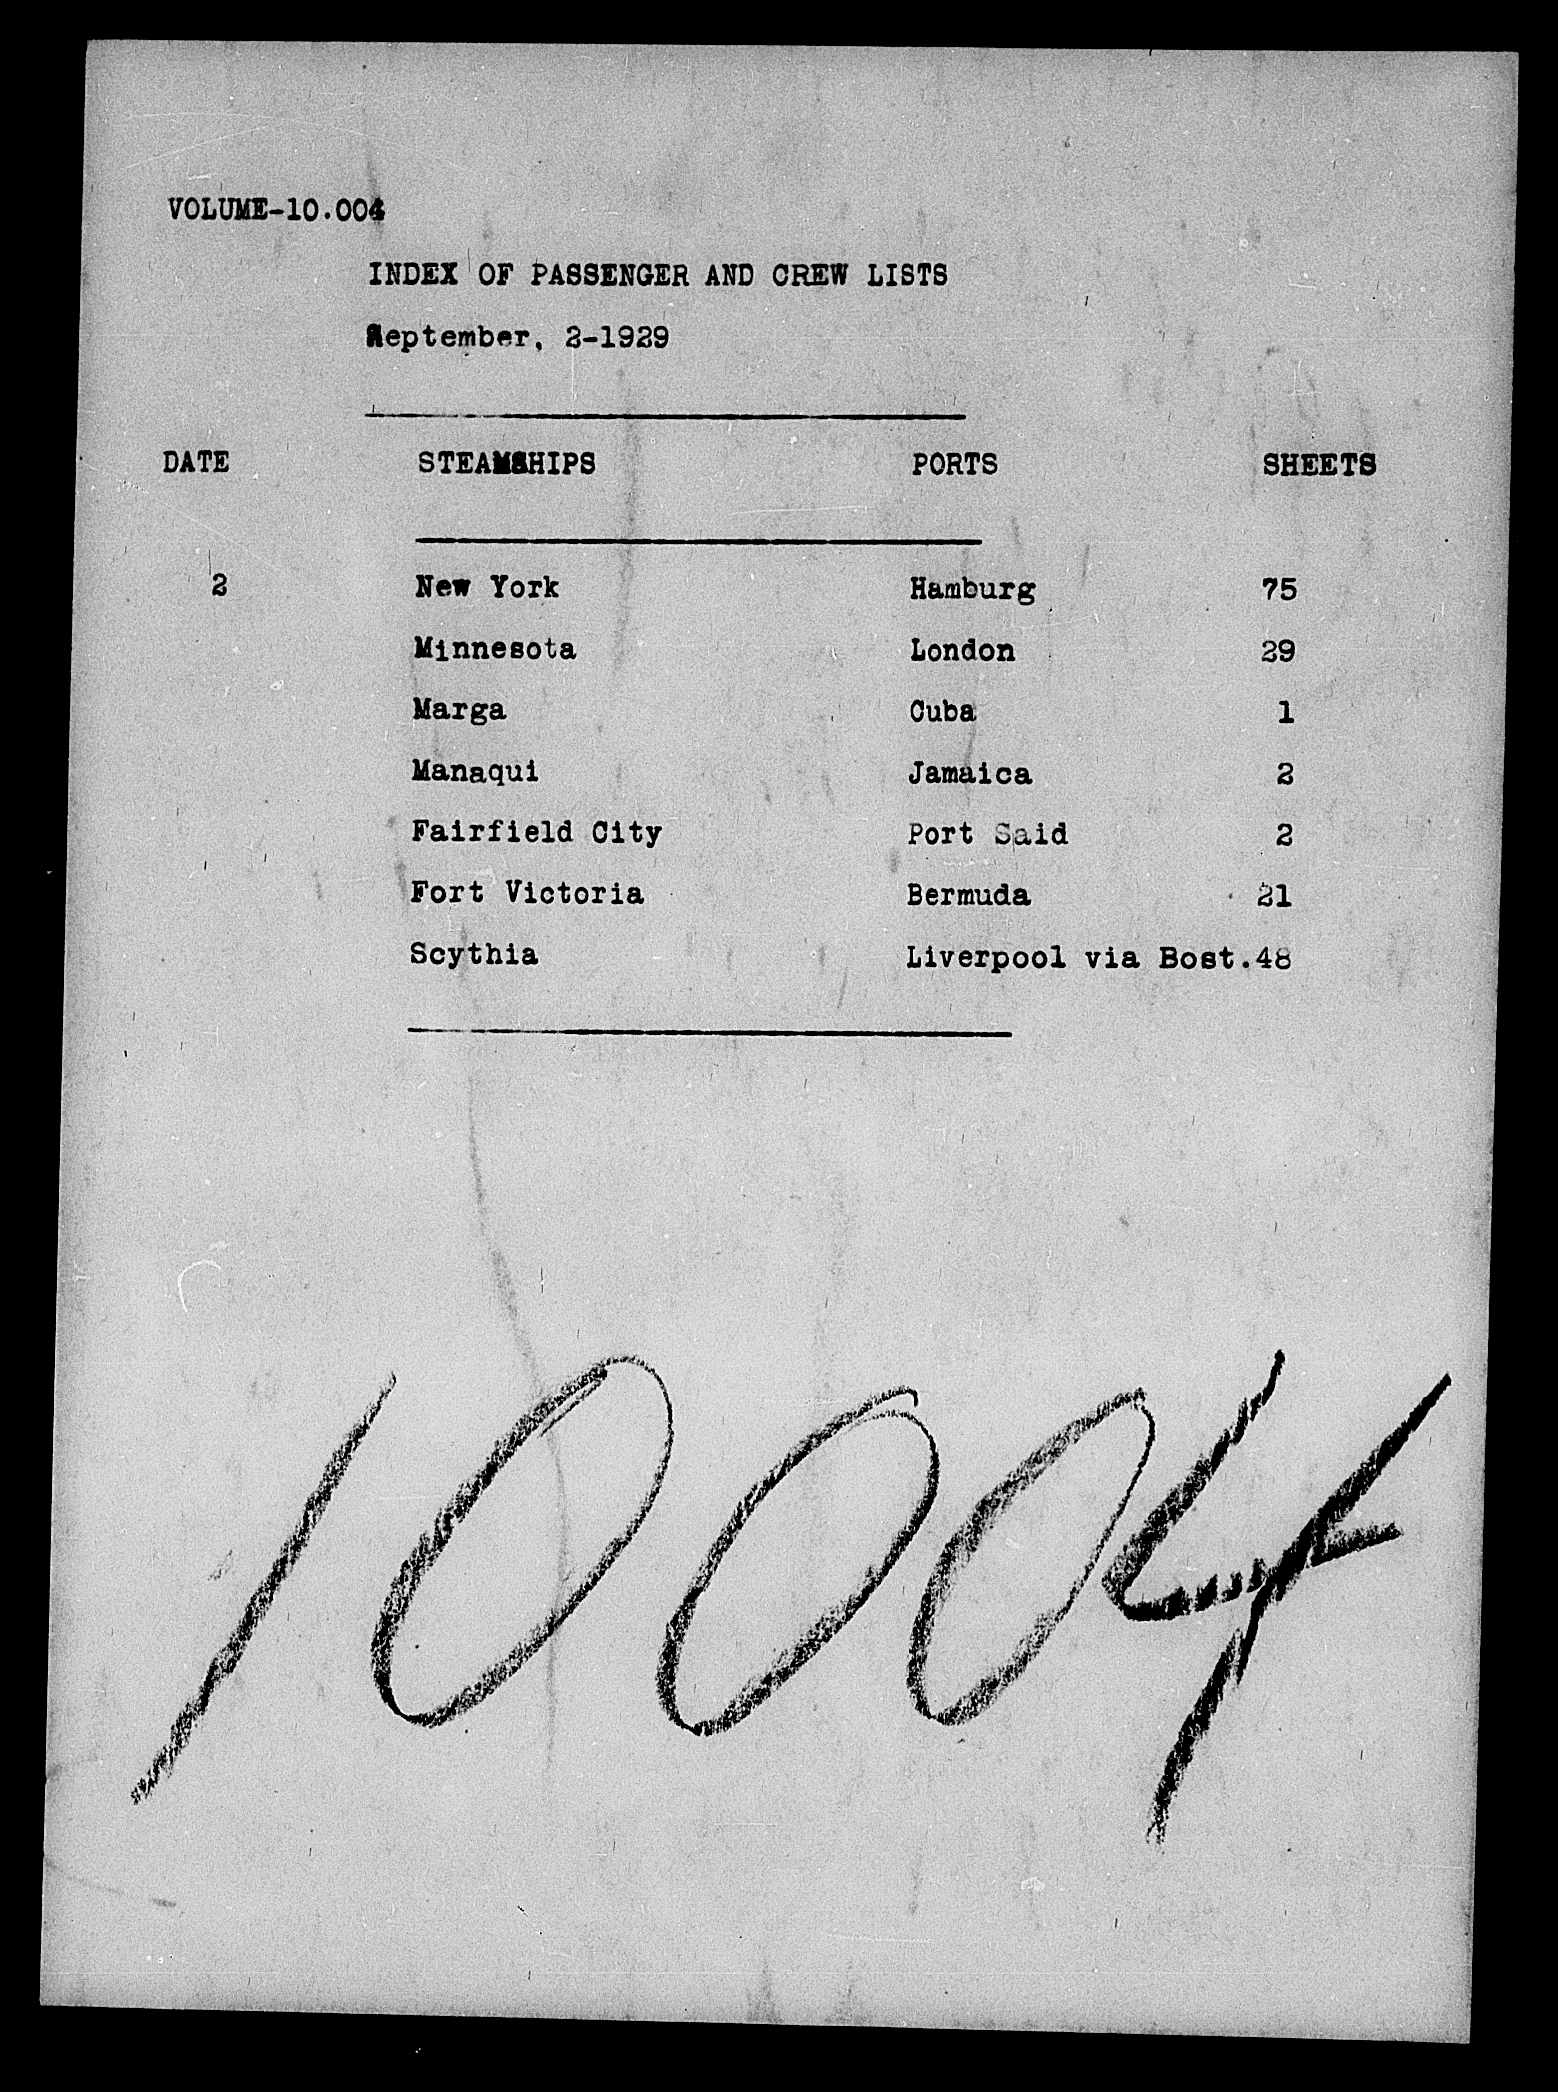 VOLUME-10.004
INDEX OF PASSENGER AND CREW LISTS
September, 2-1929
DATE STEAMSHIPS PORTS SHEETS
2 New York Hamburg 75
Minnesota London 29
Marga Cuba 1
Manaqui Jamaica 2
Fairfield City Port Said 2
Fort Victoria Bermuda 21
Scythia Liverpool via Bost.48
10004